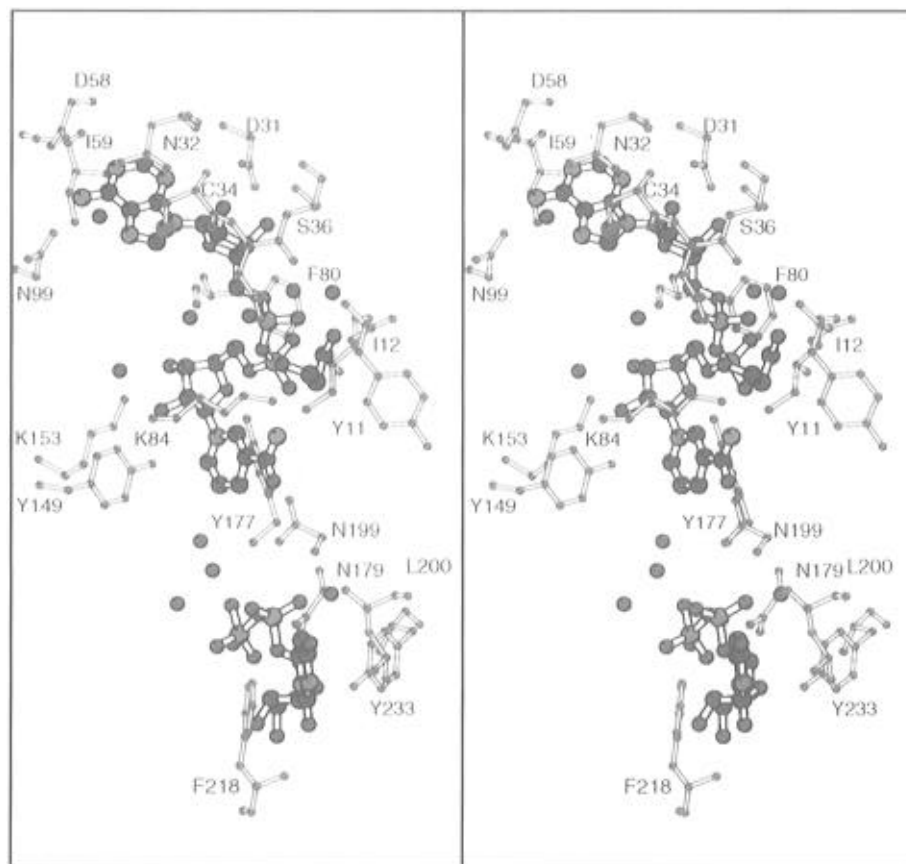 D58
I59
N32
D31
C34
S36
N99
F80
I12
K153
K84
Y11
Y149
Y177
N199
N179
L200
Y233
F218
D58
I59
N32
D31
C34
S36
N99
F80
I12
K153
K84
Y11
Y149
Y177
N199
N179
L200
Y233
F218